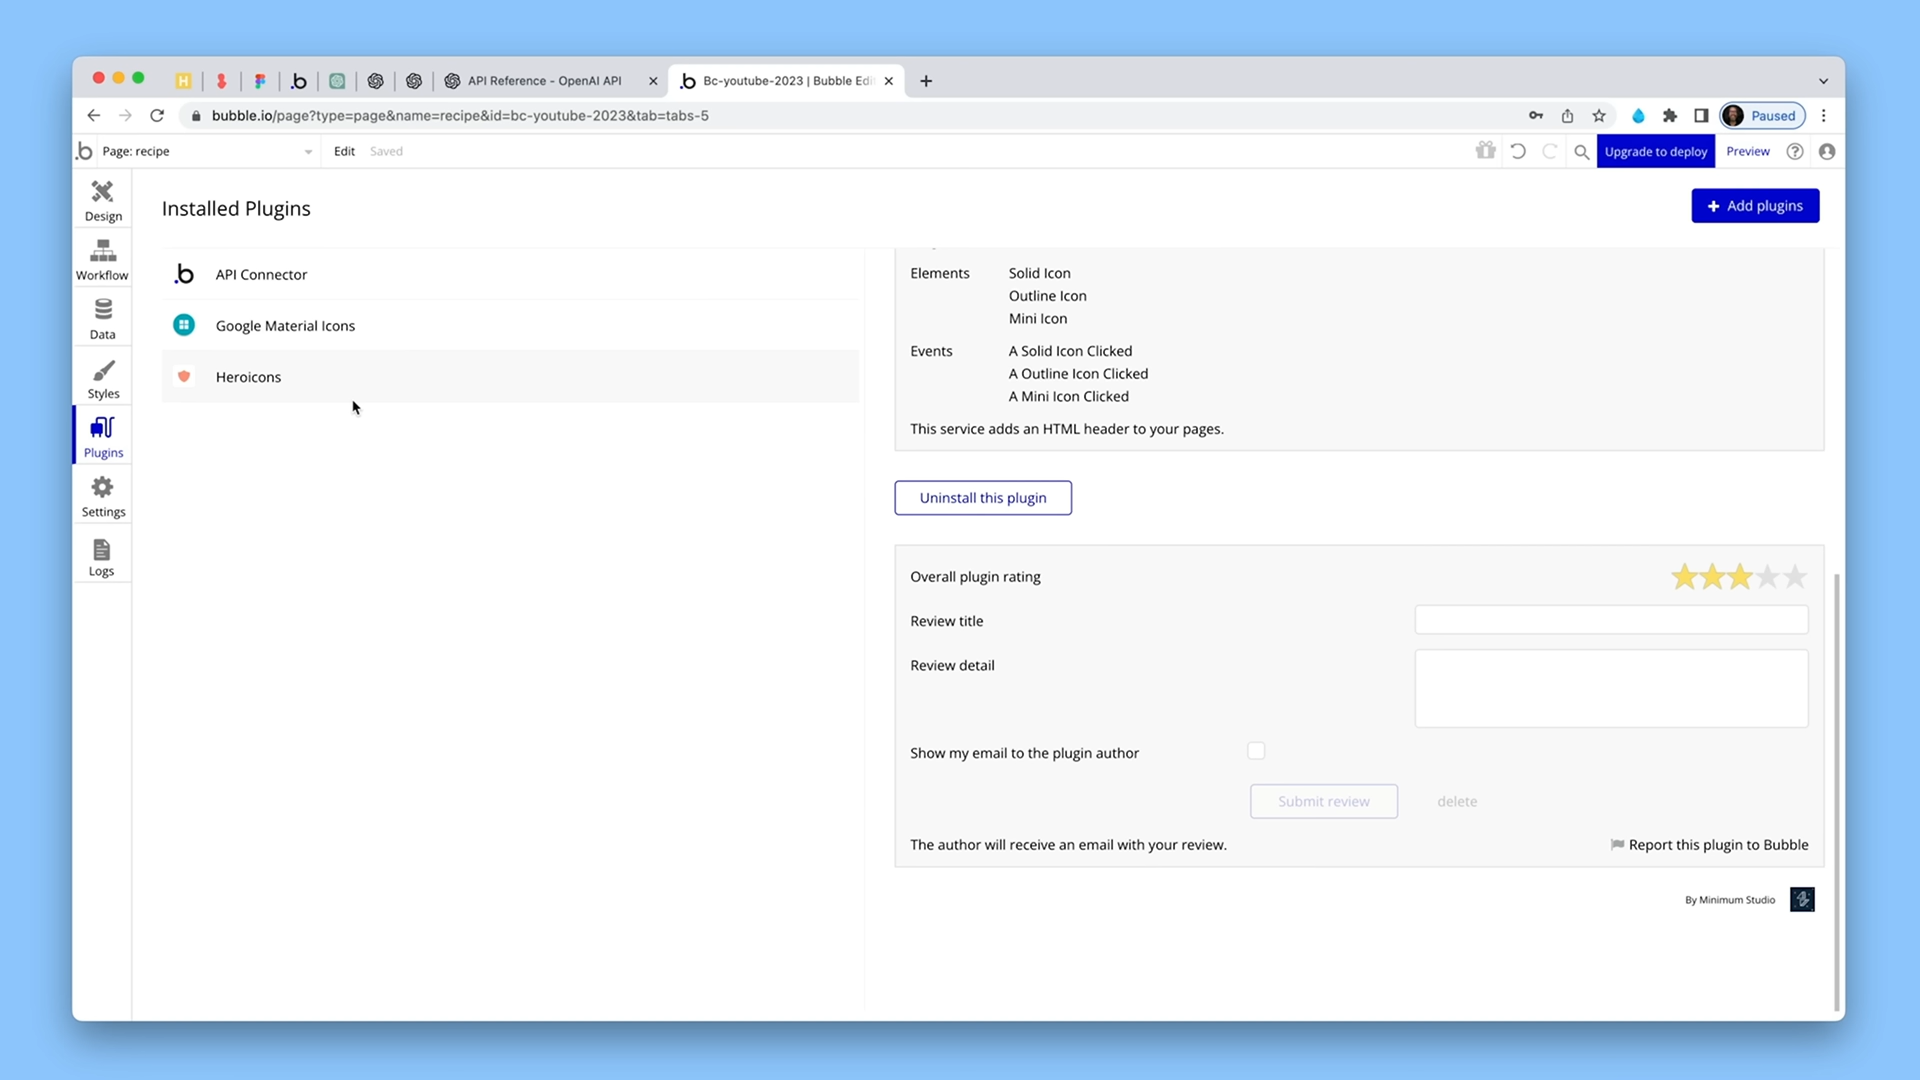 API Reference - OpenAI API
Bc-youtube-2023 | Bubble Edi
bubble.io/page?type=page&name=recipe&id=bc-youtube-2023&tab=tabs-5
Paused
Page: recipe
Edit
Saved
Upgrade to deploy
Preview
Design
Workflow
Data
Styles
Plugins
Settings
Logs
Installed Plugins
+ Add plugins
API Connector
Google Material Icons
Heroicons
Elements
Solid Icon
Outline Icon
Mini Icon
Events
A Solid Icon Clicked
A Outline Icon Clicked
A Mini Icon Clicked
This service adds an HTML header to your pages.
Uninstall this plugin
Overall plugin rating
Review title
Review detail
Show my email to the plugin author
Submit review
delete
The author will receive an email with your review.
Report this plugin to Bubble
By Minimum Studio